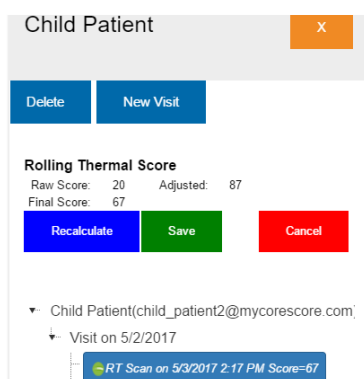 Child Patient x
Delete New Visit
Rolling Thermal Score
Raw Score: 20 Adjusted: 87
Final Score: 67
Recalculate Save Cancel
Child Patient(child_patient2@mycorescore.com)
Visit on 5/2/2017
RT Scan on 5/3/2017 2:17 PM Score=67